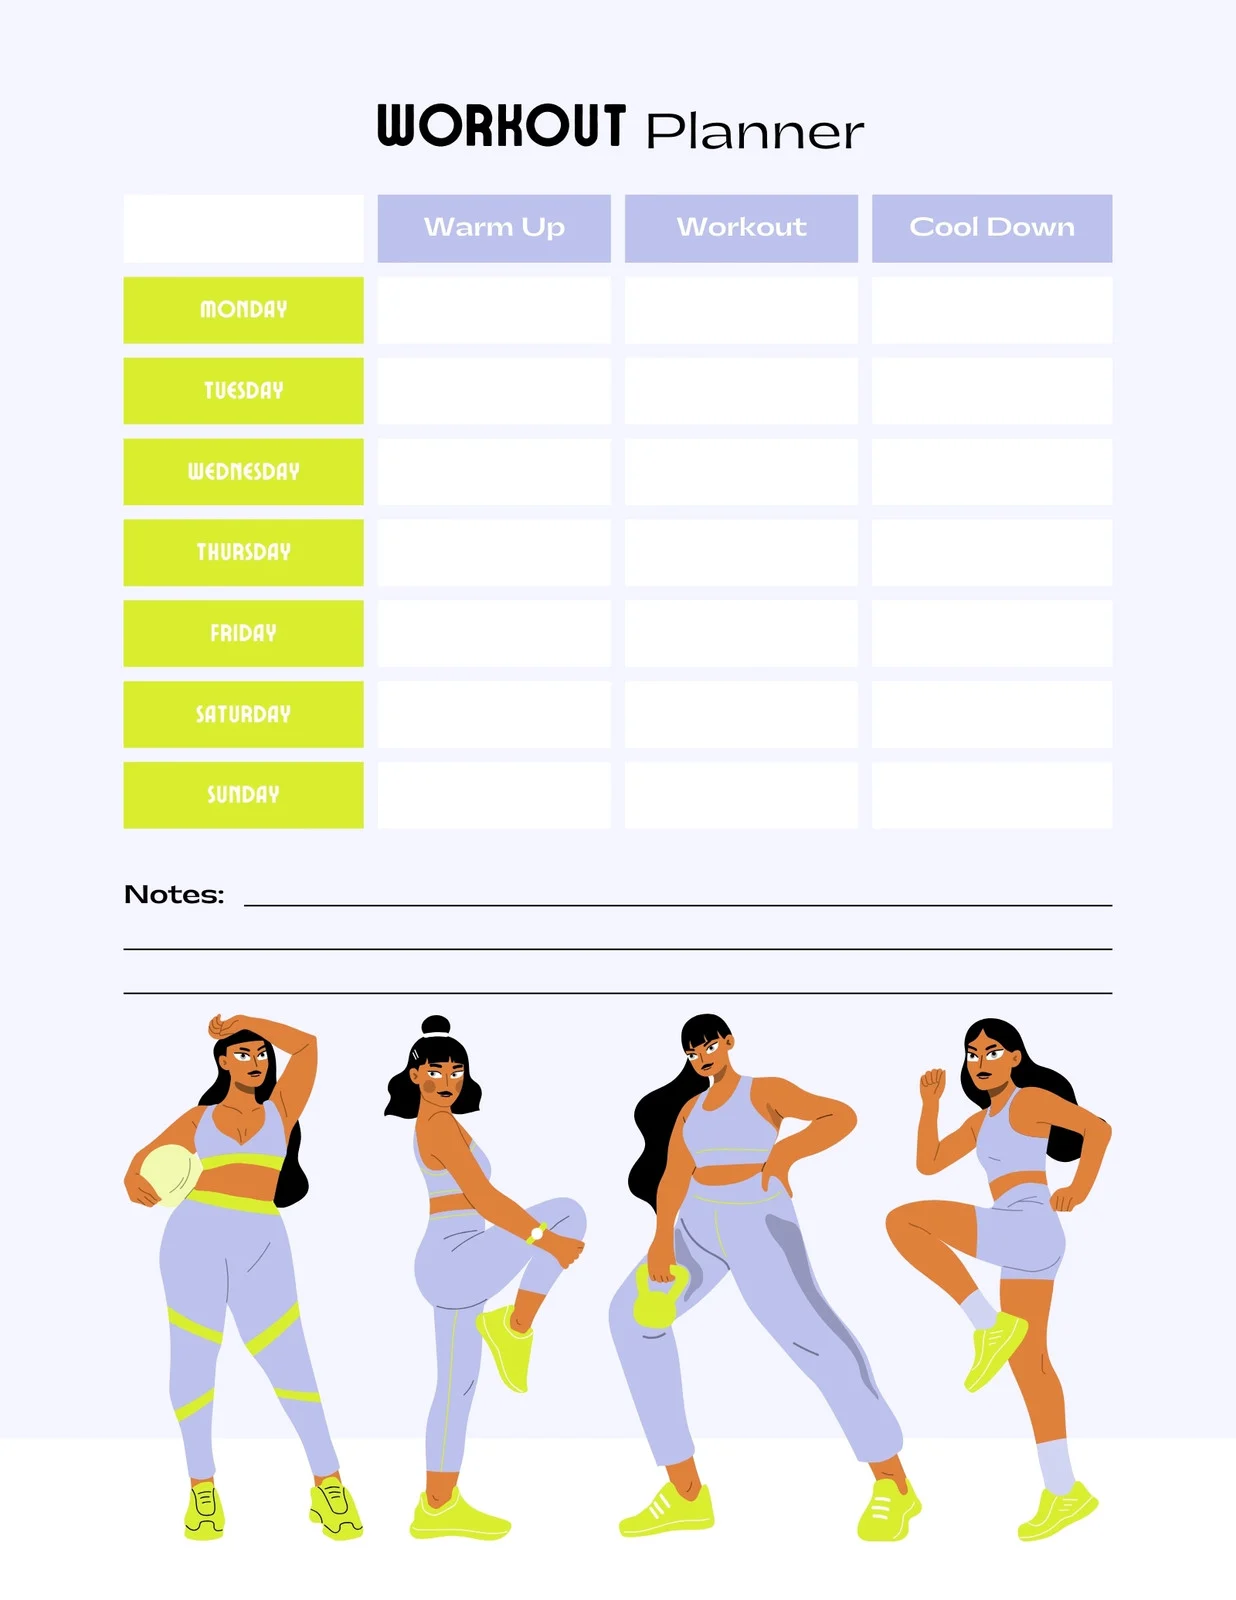 WORKOUT Planner
Warm Up Workout Cool Down
MONDAY
TUESDAY
WEDNESDAY
THURSDAY
FRIDAY
SATURDAY
SUNDAY
Notes: